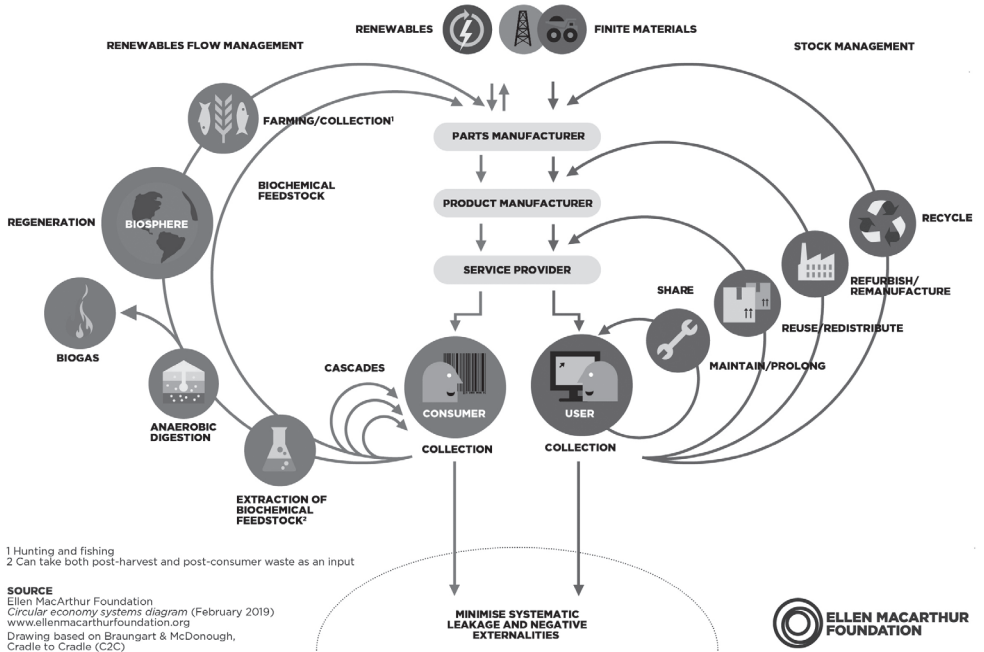 RENEWABLES
FINITE MATERIALS
RENEWABLES FLOW MANAGEMENT
STOCK MANAGEMENT
FARMING/COLLECTION¹
PARTS MANUFACTURER
BIOCHEMICAL
FEEDSTOCK
PRODUCT MANUFACTURER
REGENERATION
BIOSPHERE
RECYCLE
SERVICE PROVIDER
SHARE
REFURBISH/
REMANUFACTURE
REUSE/REDISTRIBUTE
BIOGAS
MAINTAIN/PROLONG
CASCADES
CONSUMER
USER
ANAEROBIC
DIGESTION
COLLECTION
COLLECTION
EXTRACTION OF
BIOCHEMICAL
FEEDSTOCK²
1 Hunting and fishing
2 Can take both post-harvest and post-consumer waste as an input
SOURCE
Ellen MacArthur Foundation
Circular economy systems diagram (February 2019)
www.ellenmacarthurfoundation.org
Drawing based on Braungart & McDonough,
Cradle to Cradle (C2C)
MINIMISE SYSTEMATIC
LEAKAGE AND NEGATIVE
EXTERNALITIES
ELLEN MACARTHUR
FOUNDATION